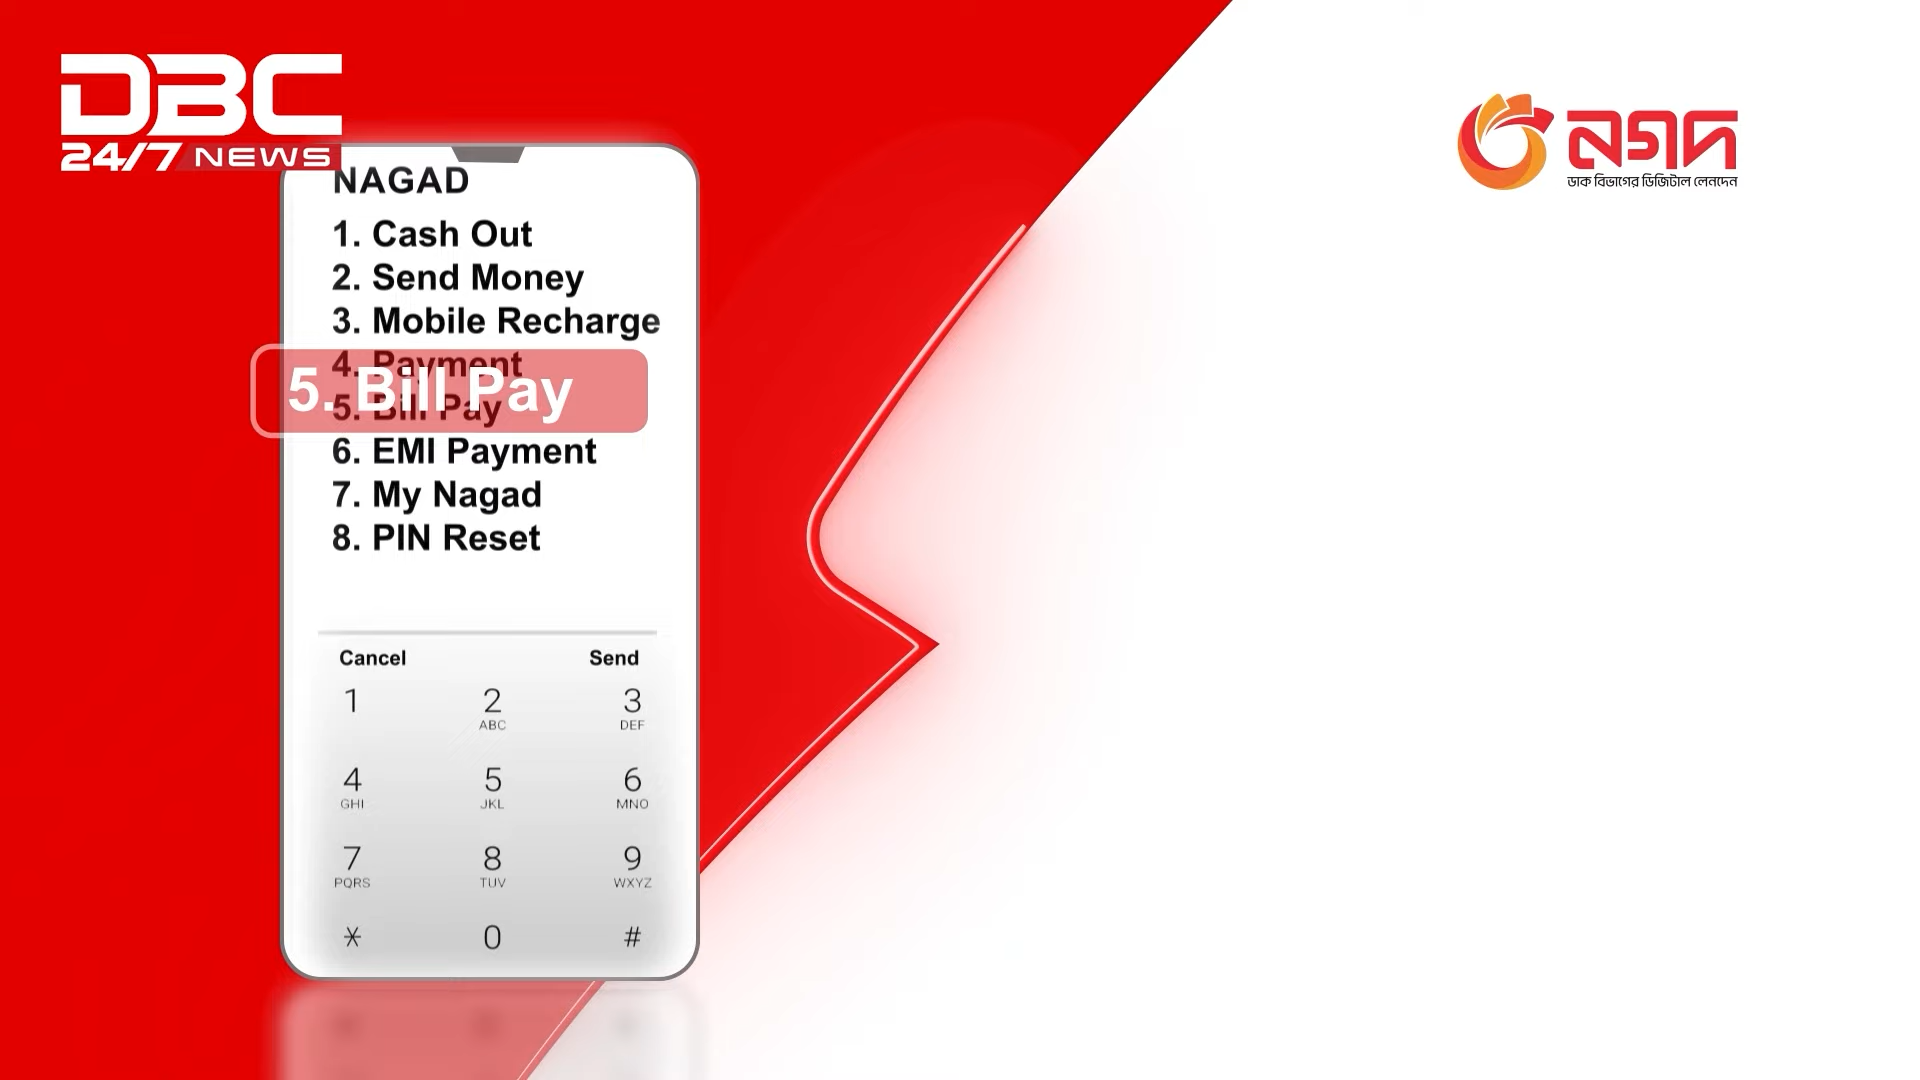 DBC
24/7 NEWS
নগদ
ডাক বিভাগের ডিজিটাল লেনদেন
NAGAD
1. Cash Out
2. Send Money
3. Mobile Recharge
4. Payment
5. Bill Pay
5. Bill Pay
6. EMI Payment
7. My Nagad
8. PIN Reset
Cancel Send
1 2 3
ABC DEF
4 5 6
GHI JKL MNO
7 8 9
PQRS TUV WXYZ
* 0 #